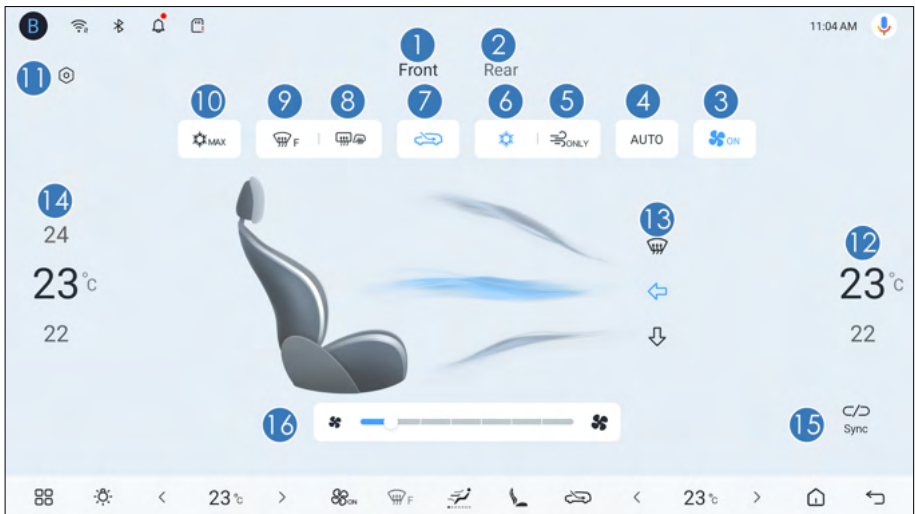 B
11:04 AM
1 2
Front Rear
11
10 9 8 7 6 5 4 3
MAX F ONLY AUTO ON
14 13 12
24
23°C 23°C
22 22
16 15
Sync
23°C ON F 23°C